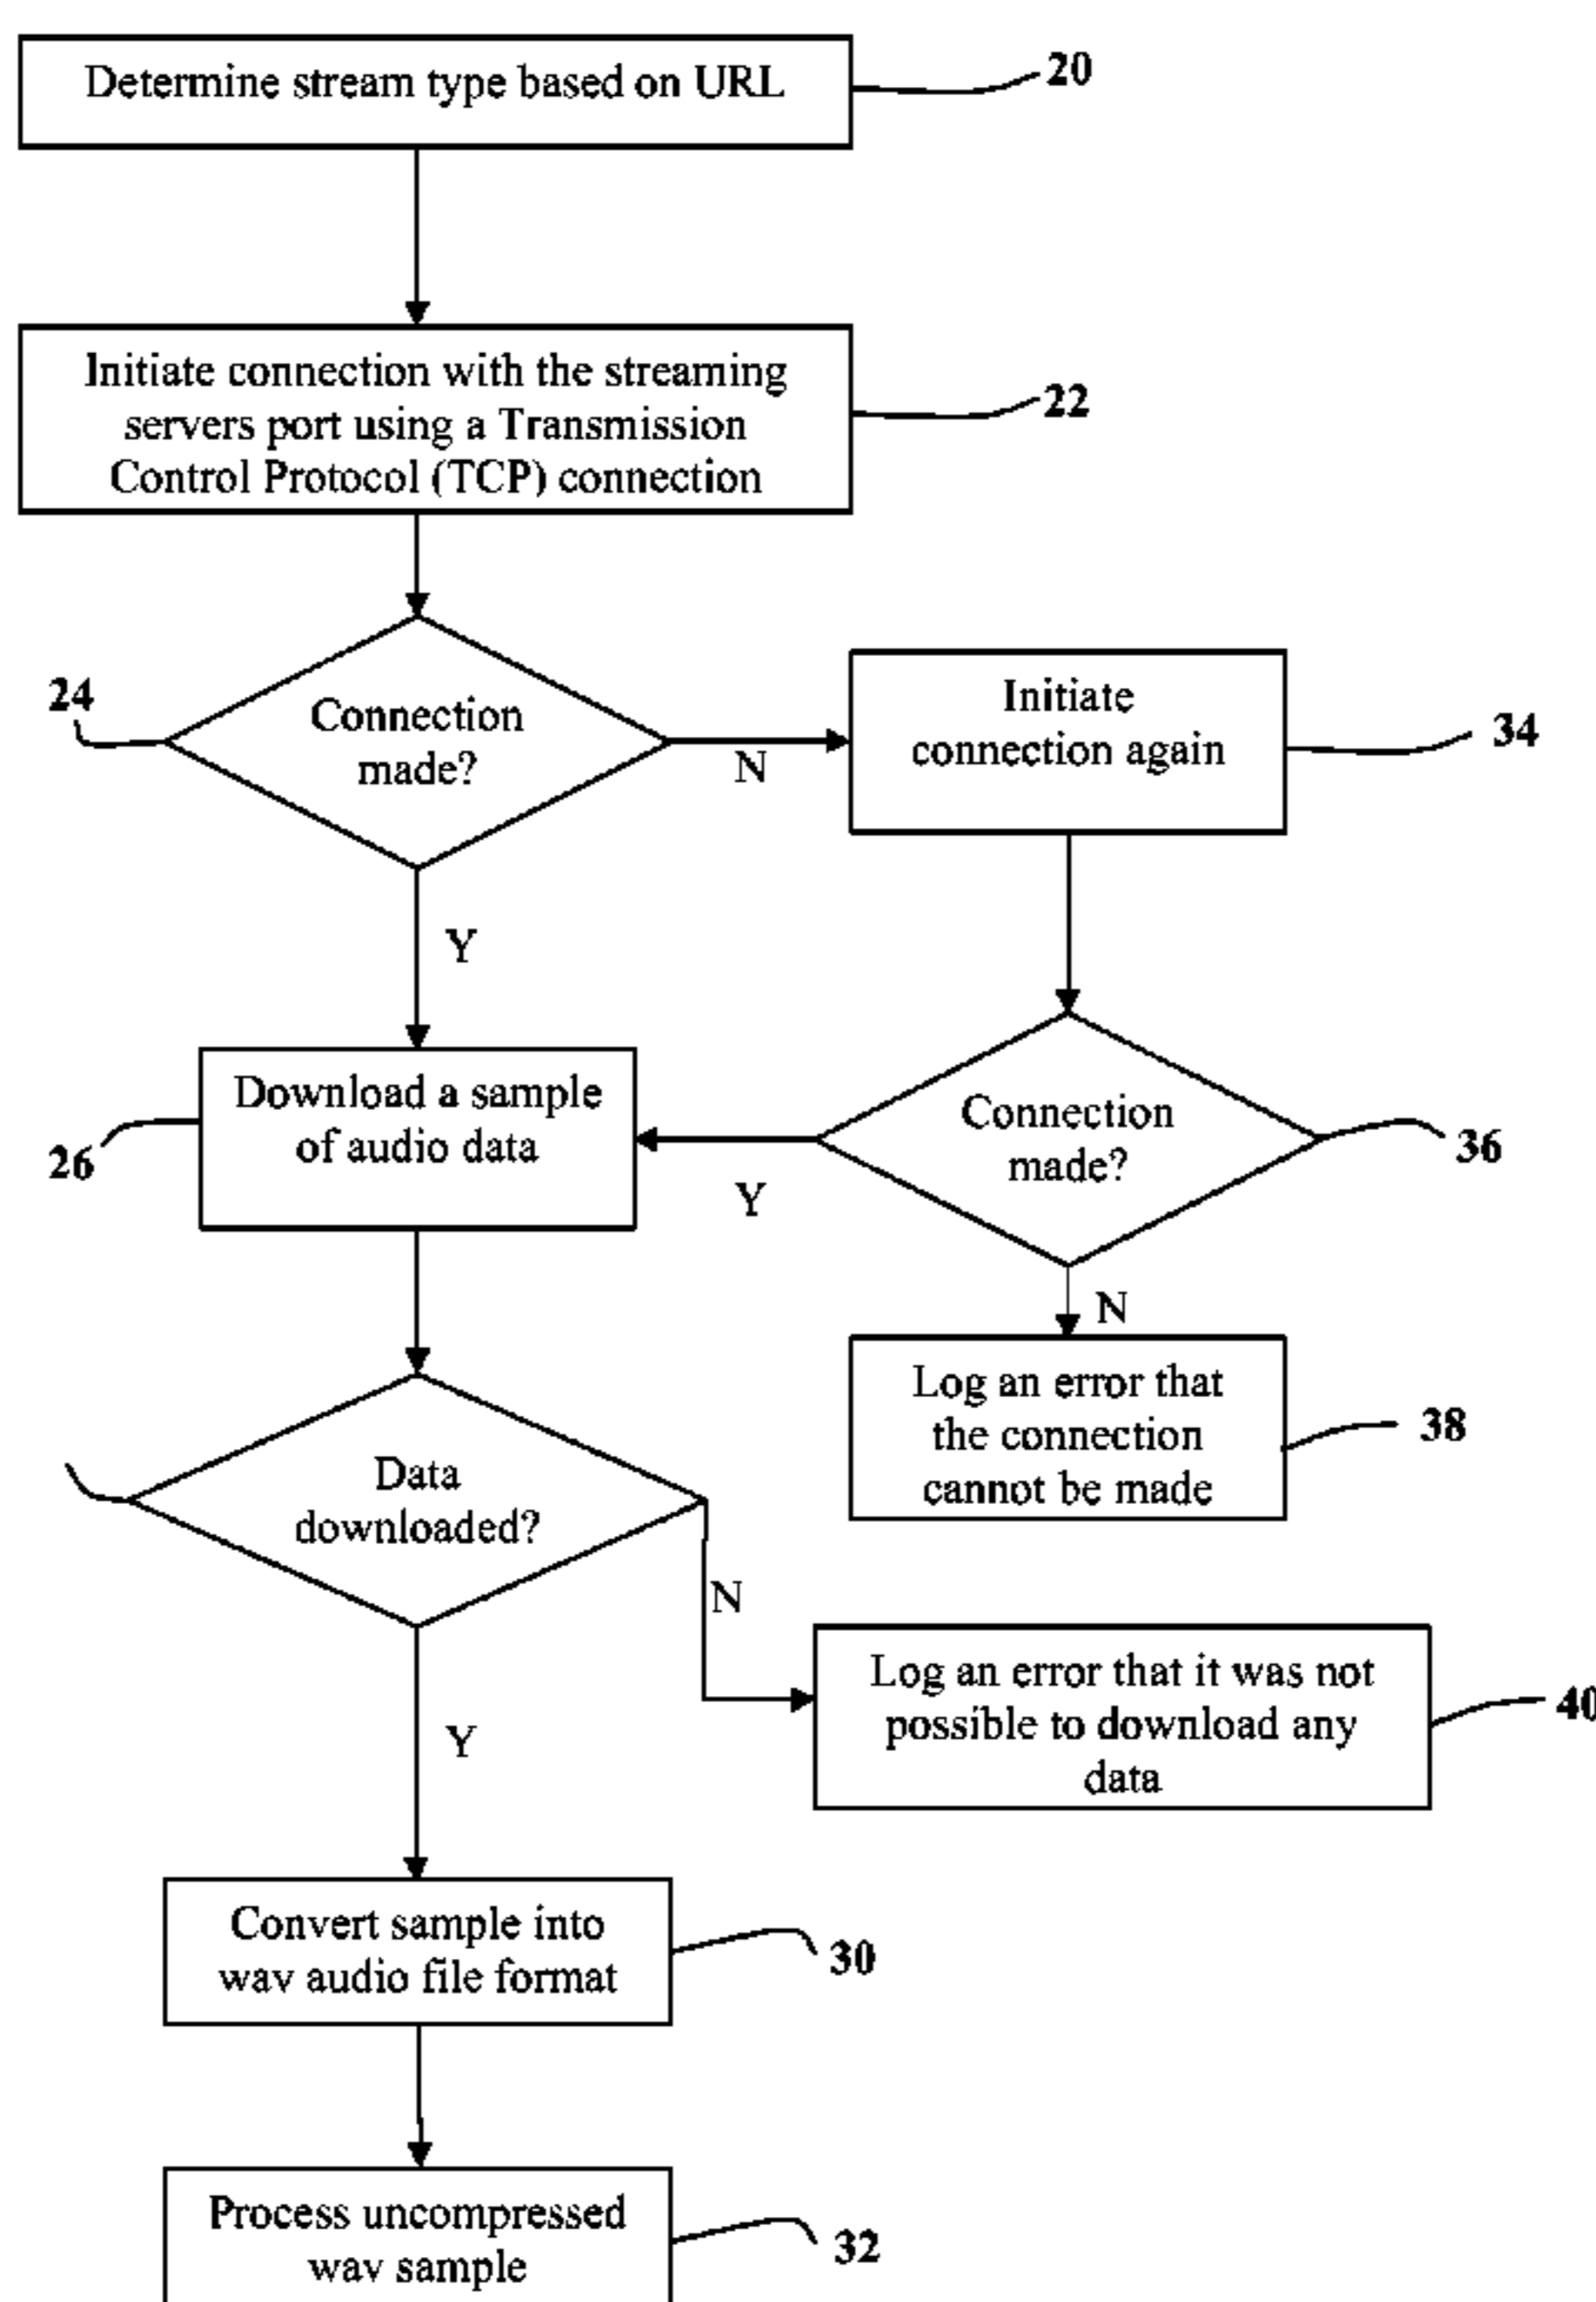 Determine stream type based on URL
20
Initiate connection with the streaming
servers port using a Transmission
Control Protocol (TCP) connection
22
24
Connection
made?
N
Initiate
connection again
34
Y
Download a sample
of audio data
26
Connection
made?
36
Y
N
Log an error that
the connection
cannot be made
38
Data
downloaded?
N
Log an error that it was not
possible to download any
data
40
Y
Convert sample into
wav audio file format
30
Process uncompressed
wav sample
32